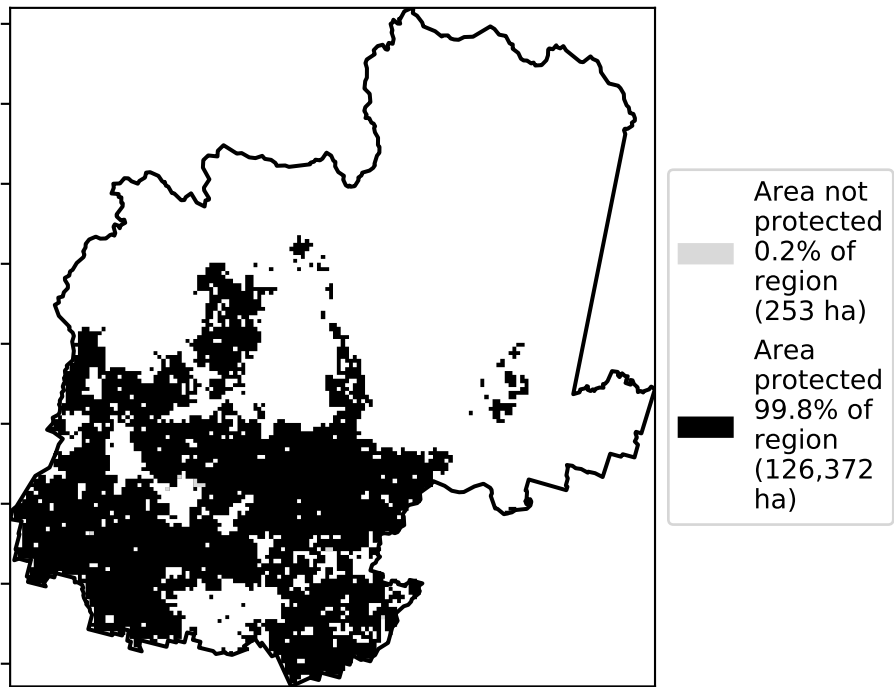 Area not
protected
0.2% of
region
(253 ha)
Area
protected
99.8% of
region
(126,372
ha)